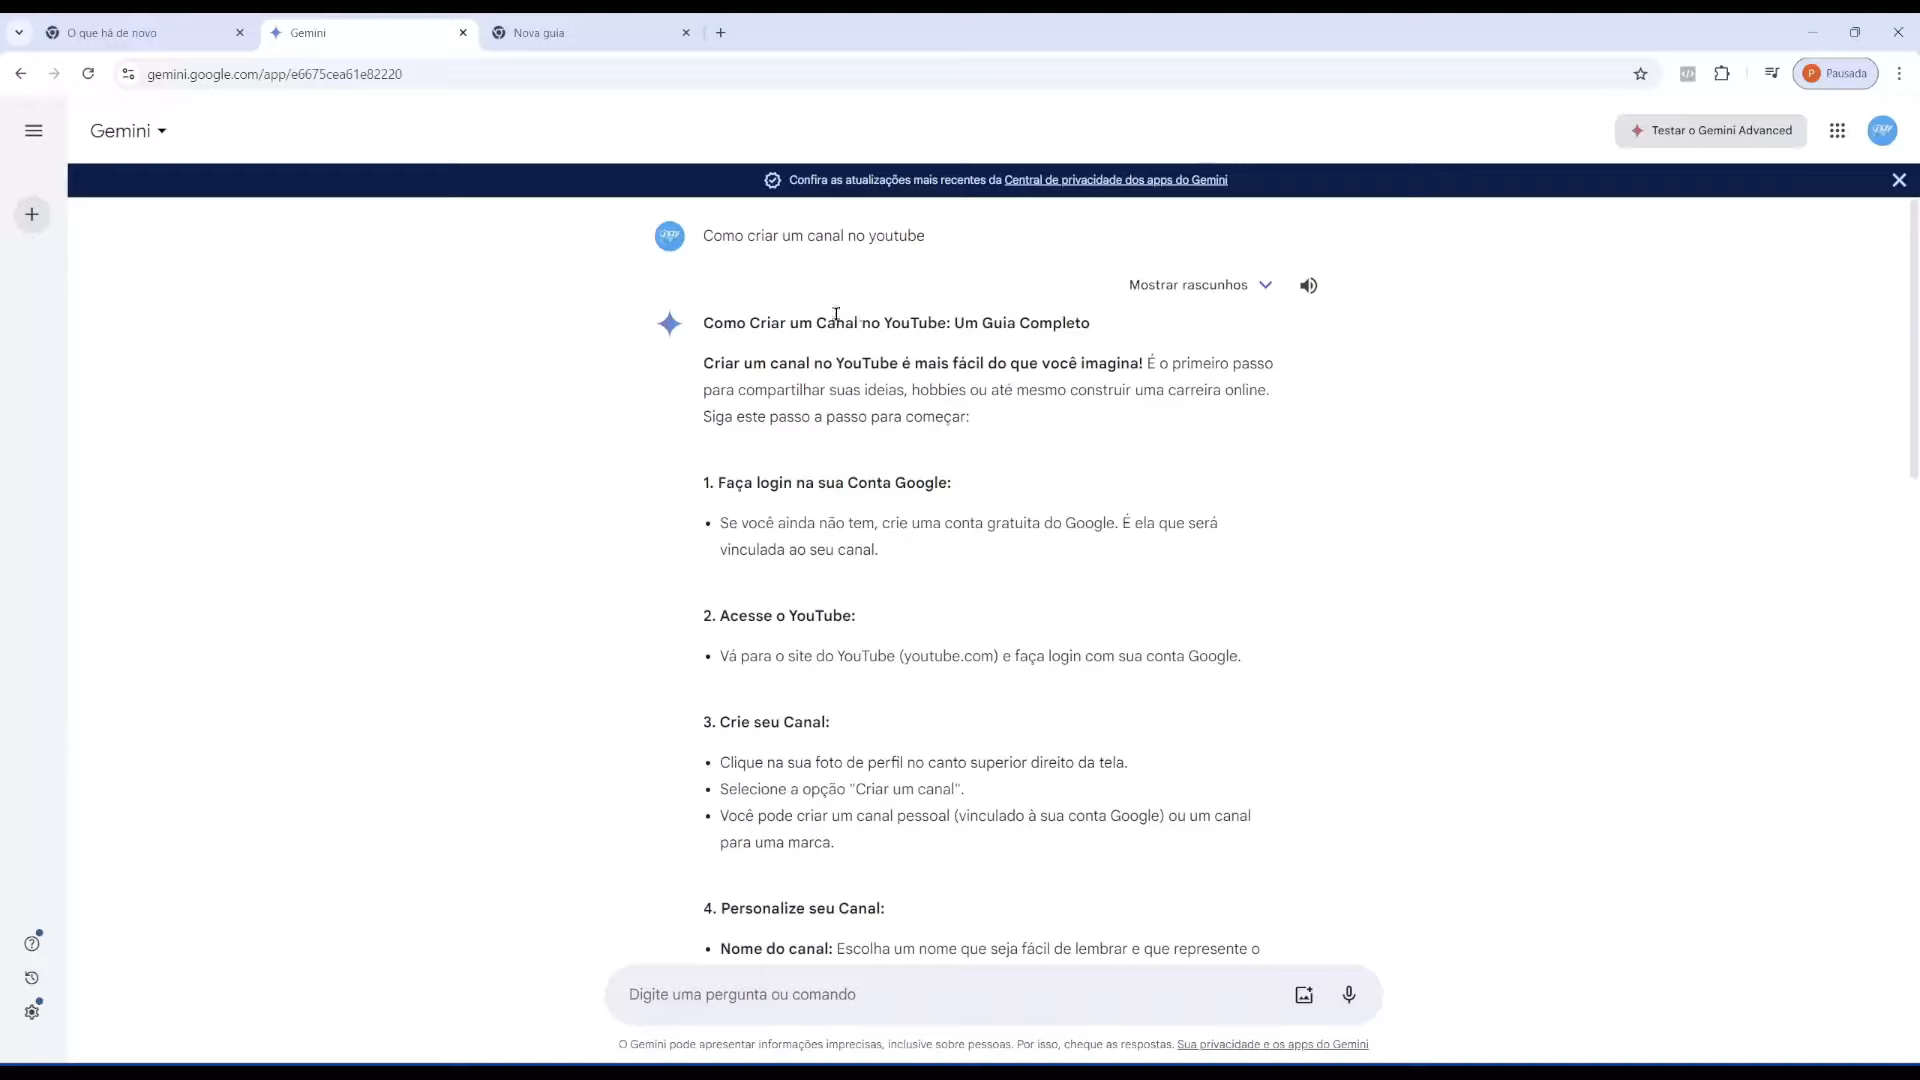 O que há de novo
Gemini
Nova guia
gemini.google.com/app/e6675cea61e82220
P Pausada
Gemini
Testar o Gemini Advanced
Confira as atualizações mais recentes da Central de privacidade dos apps do Gemini
Como criar um canal no youtube
Mostrar rascunhos
Como Criar um Canal no YouTube: Um Guia Completo
Criar um canal no YouTube é mais fácil do que você imagina! É o primeiro passo
para compartilhar suas ideias, hobbies ou até mesmo construir uma carreira online.
Siga este passo a passo para começar:
1. Faça login na sua Conta Google:
• Se você ainda não tem, crie uma conta gratuita do Google. É ela que será
vinculada ao seu canal.
2. Acesse o YouTube:
• Vá para o site do YouTube (youtube.com) e faça login com sua conta Google.
3. Crie seu Canal:
• Clique na sua foto de perfil no canto superior direito da tela.
• Selecione a opção "Criar um canal".
• Você pode criar um canal pessoal (vinculado à sua conta Google) ou um canal
para uma marca.
4. Personalize seu Canal:
• Nome do canal: Escolha um nome que seja fácil de lembrar e que represente o
Digite uma pergunta ou comando
O Gemini pode apresentar informações imprecisas, inclusive sobre pessoas. Por isso, cheque as respostas. Sua privacidade e os apps do Gemini